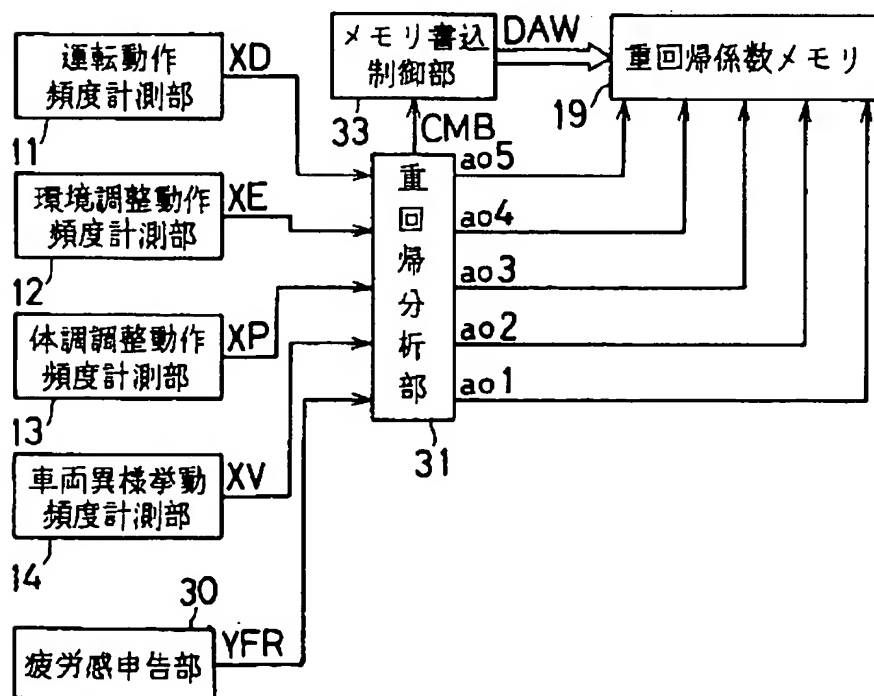 運転動作
頻度計測部
XD
11
環境調整動作
頻度計測部
XE
12
体調調整動作
頻度計測部
XP
13
車両異様挙動
頻度計測部
XV
14
30
疲労感申告部
YFR
メモリ書込
制御部
DAW
33
CMB
重回帰分析部
31
ao5
ao4
ao3
ao2
ao1
重回帰係数メモリ
19